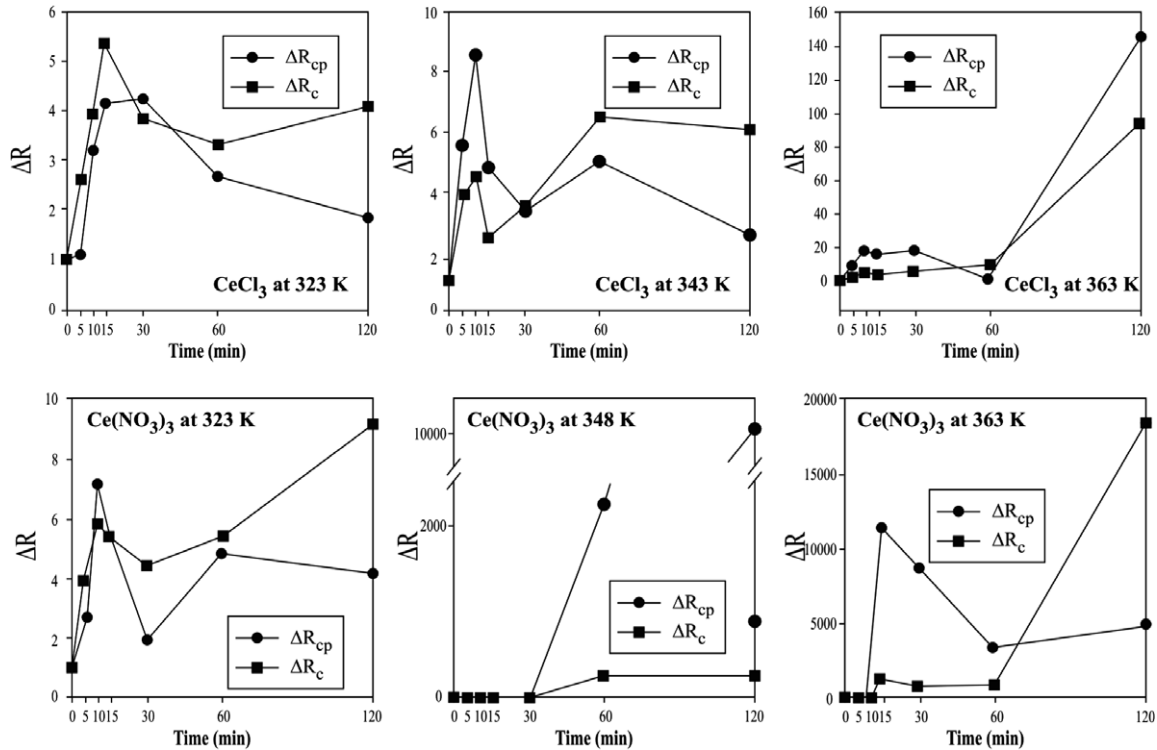 6
5
4
3
2
1
0
ΔR
ΔRcp
ΔRc
CeCl3 at 323 K
0 5 1015 30 60 120
Time (min)
10
8
6
4
2
0
ΔR
ΔRcp
ΔRc
CeCl3 at 343 K
0 5 1015 30 60 120
Time (min)
160
140
120
100
80
60
40
20
0
ΔR
ΔRcp
ΔRc
CeCl3 at 363 K
0 5 1015 30 60 120
Time (min)
Ce(NO3)3 at 323 K
10
8
6
4
2
0
ΔR
ΔRcp
ΔRc
0 5 1015 30 60 120
Time (min)
Ce(NO3)3 at 348 K
10000
2000
0
ΔR
ΔRcp
ΔRc
0 5 1015 30 60 120
Time (min)
Ce(NO3)3 at 363 K
20000
15000
10000
5000
0
ΔR
ΔRcp
ΔRc
0 5 1015 30 60 120
Time (min)